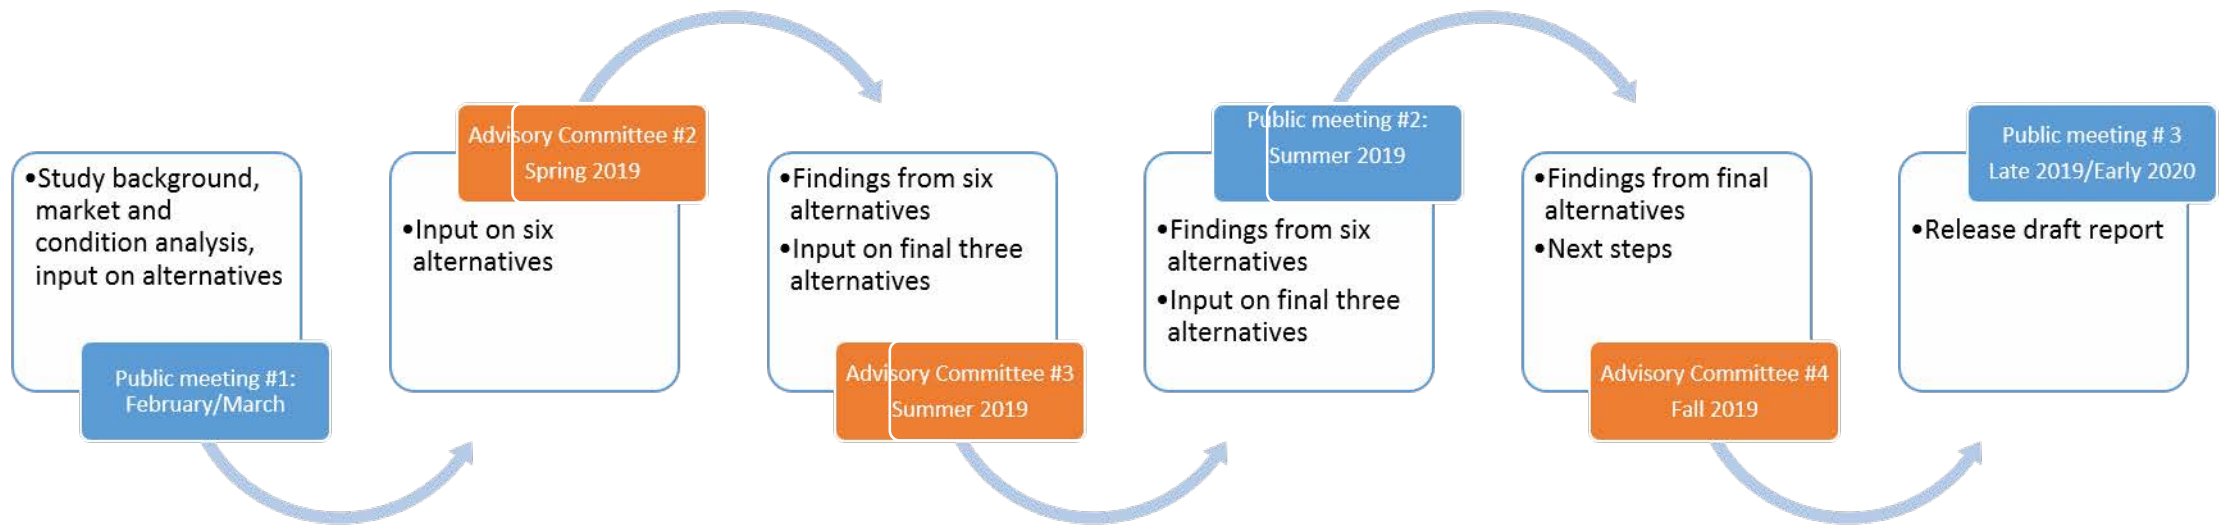 •Study background,
market and
condition analysis,
input on alternatives
Public meeting #1:
February/March
Advisory Committee #2
Spring 2019
•Input on six
alternatives
•Findings from six
alternatives
•Input on final three
alternatives
Advisory Committee #3
Summer 2019
Public meeting #2:
Summer 2019
•Findings from six
alternatives
•Input on final three
alternatives
•Findings from final
alternatives
•Next steps
Advisory Committee #4
Fall 2019
Public meeting # 3
Late 2019/Early 2020
•Release draft report